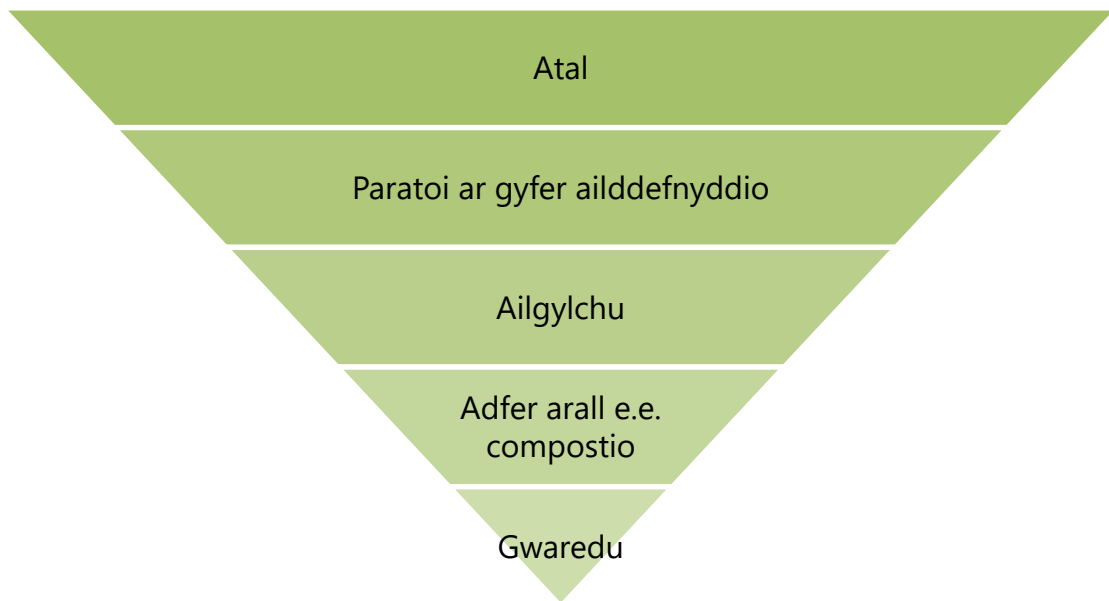 Atal
Paratoi ar gyfer ailddefnyddio
Ailgylchu
Adfer arall e.e.
compostio
Gwaredu